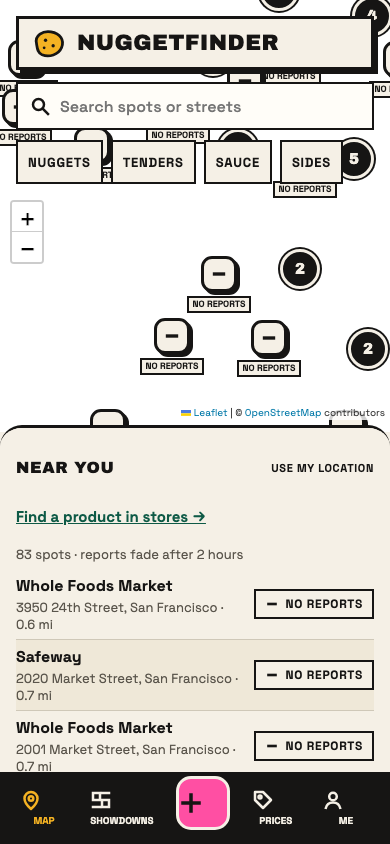 NUGGETFINDER
NO REPORTS
Search spots or streets
NO REPORTS
NO REPORTS
NUGGETS
TENDERS
SAUCE
SIDES
5
NO REPORTS
+
−
2
NO REPORTS
NO REPORTS
NO REPORTS
2
Leaflet | © OpenStreetMap contributors
NEAR YOU
USE MY LOCATION
Find a product in stores →
83 spots · reports fade after 2 hours
Whole Foods Market
3950 24th Street, San Francisco ·
0.6 mi
– NO REPORTS
Safeway
2020 Market Street, San Francisco ·
0.7 mi
– NO REPORTS
Whole Foods Market
2001 Market Street, San Francisco ·
0.7 mi
– NO REPORTS
MAP
SHOWDOWNS
+
PRICES
ME